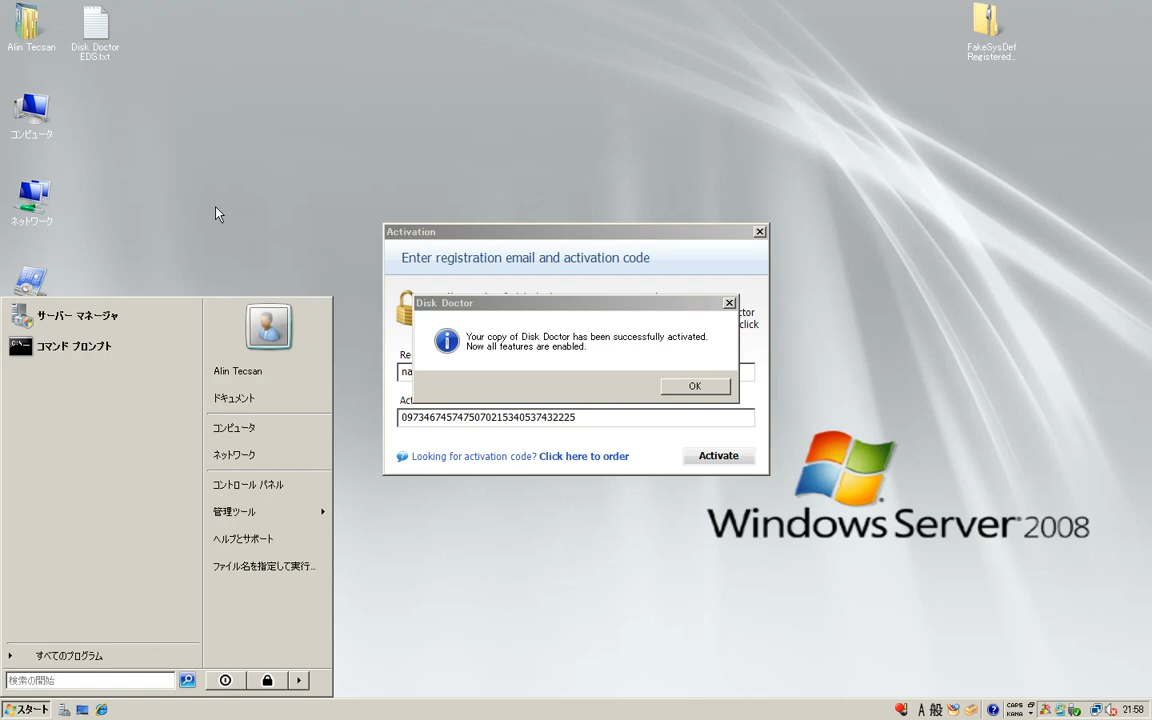 Alin Tecsan
Disk Doctor
EDS.txt
コンピュータ
ネットワーク
FakeSysDef
Registered...
サーバー マネージャ
コマンド プロンプト
すべてのプログラム
検索の開始
Alin Tecsan
ドキュメント
コンピュータ
ネットワーク
コントロール パネル
管理ツール
ヘルプとサポート
ファイル名を指定して実行...
Activation
Enter registration email and activation code
ctor
click
Re
na
Disk Doctor
Your copy of Disk Doctor has been successfully activated.
Now all features are enabled.
OK
Act
09734674574750702153405​37432225
Looking for activation code? Click here to order
Activate
Windows Server 2008
スタート
A 般
CAPS
KANA
21:58